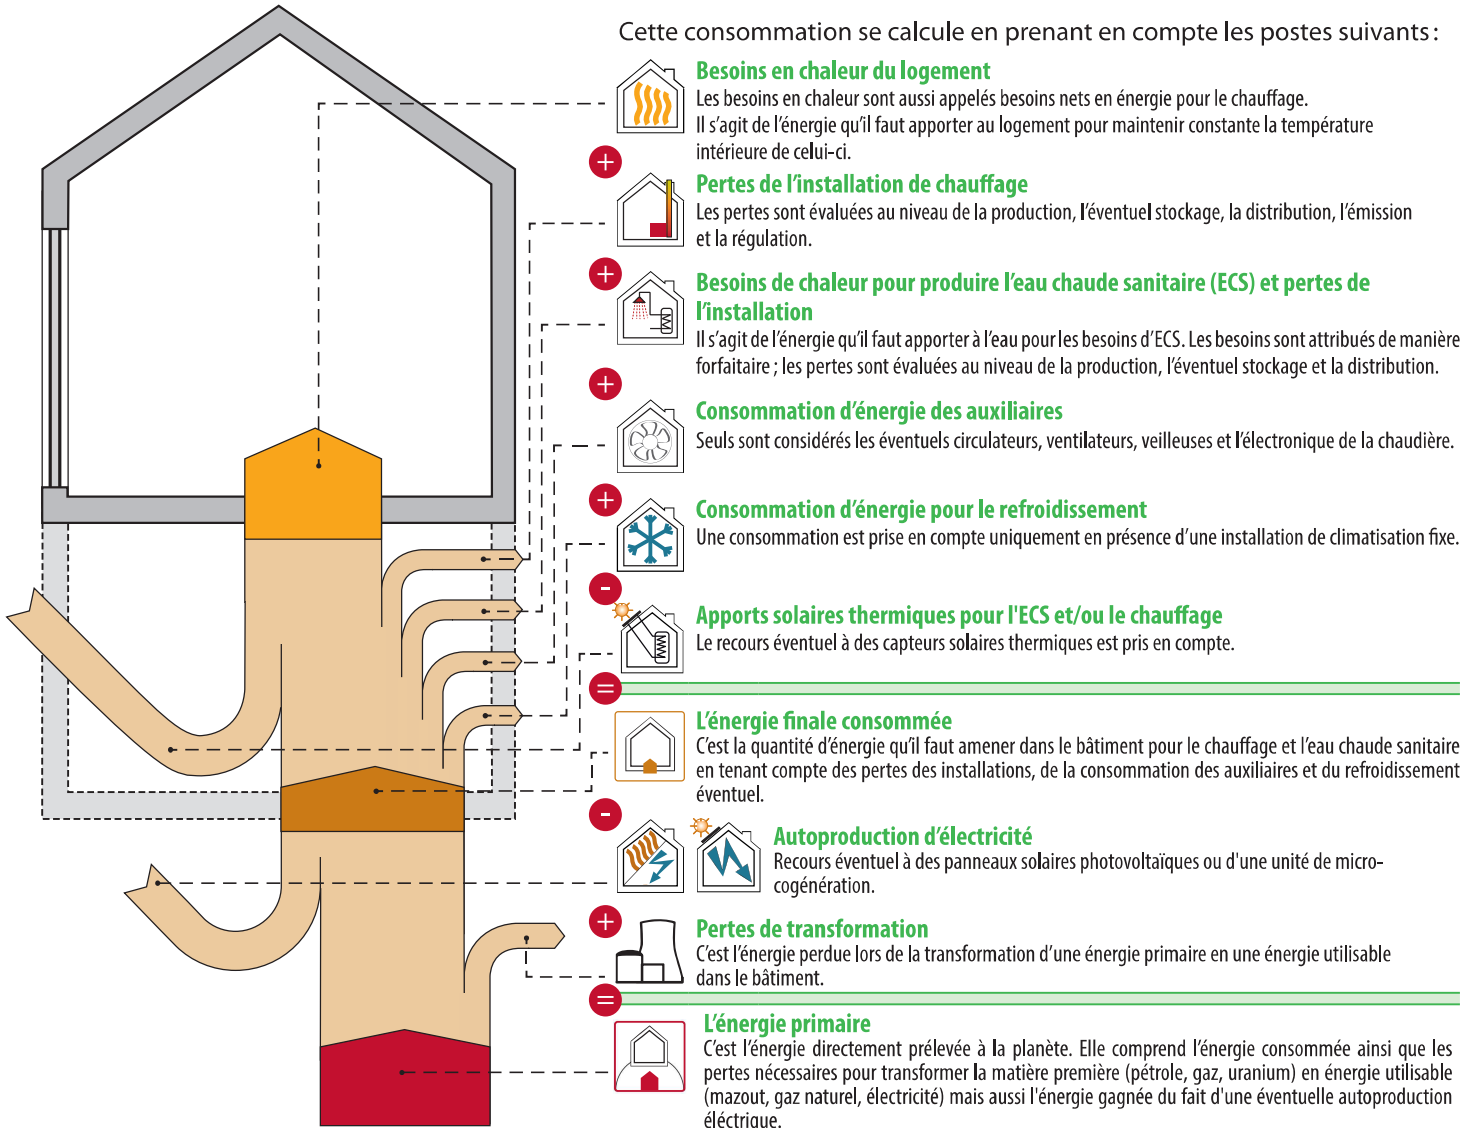 Cette consommation se calcule en prenant en compte les postes suivants :
Besoins en chaleur du logement
Les besoins en chaleur sont aussi appelés besoins nets en énergie pour le chauffage.
Il s'agit de l'énergie qu'il faut apporter au logement pour maintenir constante la température
intérieure de celui-ci.
+
Pertes de l'installation de chauffage
Les pertes sont évaluées au niveau de la production, l'éventuel stockage, la distribution, l'émission
et la régulation.
+
Besoins de chaleur pour produire l'eau chaude sanitaire (ECS) et pertes de
l'installation
Il s'agit de l'énergie qu'il faut apporter à l'eau pour les besoins d'ECS. Les besoins sont attribués de manière
forfaitaire ; les pertes sont évaluées au niveau de la production, l'éventuel stockage et la distribution.
+
Consommation d'énergie des auxiliaires
Seuls sont considérés les éventuels circulateurs, ventilateurs, veilleuses et l'électronique de la chaudière.
+
Consommation d'énergie pour le refroidissement
Une consommation est prise en compte uniquement en présence d'une installation de climatisation fixe.
-
Apports solaires thermiques pour l'ECS et/ou le chauffage
Le recours éventuel à des capteurs solaires thermiques est pris en compte.
=
L'énergie finale consommée
C'est la quantité d'énergie qu'il faut amener dans le bâtiment pour le chauffage et l'eau chaude sanitaire
en tenant compte des pertes des installations, de la consommation des auxiliaires et du refroidissement
éventuel.
-
Autoproduction d'électricité
Recours éventuel à des panneaux solaires photovoltaïques ou d'une unité de micro-
cogénération.
+
Pertes de transformation
C'est l'énergie perdue lors de la transformation d'une énergie primaire en une énergie utilisable
dans le bâtiment.
=
L'énergie primaire
C'est l'énergie directement prélevée à la planète. Elle comprend l'énergie consommée ainsi que les
pertes nécessaires pour transformer la matière première (pétrole, gaz, uranium) en énergie utilisable
(mazout, gaz naturel, électricité) mais aussi l'énergie gagnée du fait d'une éventuelle autoproduction
éléctrique.